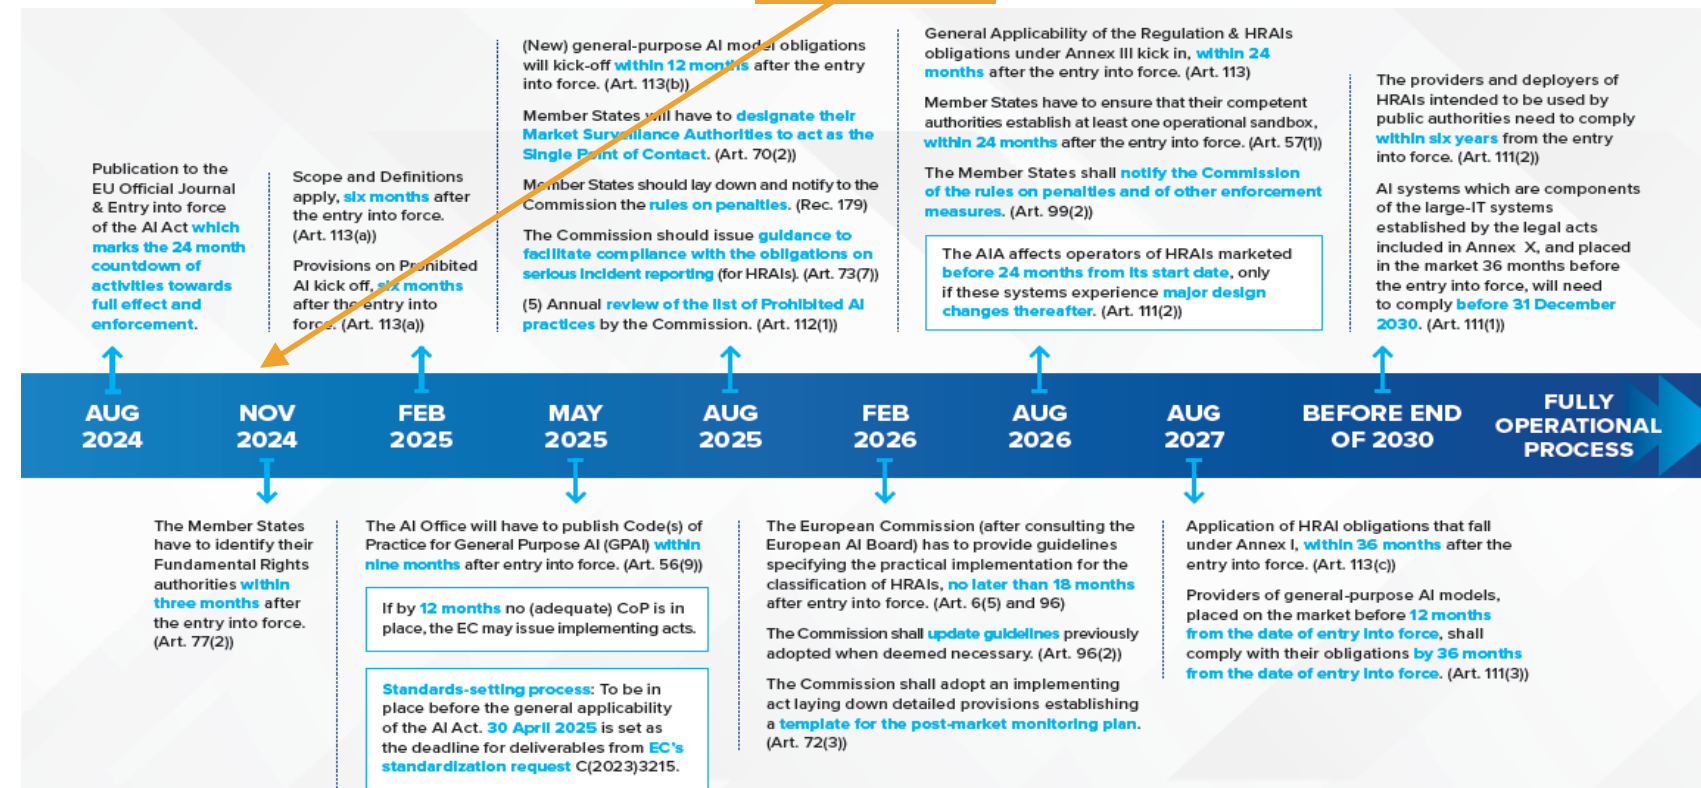 Publication to the
EU Official Journal
& Entry into force
of the AI Act which
marks the 24 month
countdown of
activities towards
full effect and
enforcement.
Scope and Definitions
apply, six months after
the entry into force.
(Art. 113(a))
Provisions on Prohibited
AI kick off, six months
after the entry into
force. (Art. 113(a))
(New) general-purpose AI model obligations
will kick-off within 12 months after the entry
into force. (Art. 113(b))
Member States will have to designate their
Market Surveillance Authorities to act as the
Single Point of Contact. (Art. 70(2))
Member States should lay down and notify to the
Commission the rules on penalties. (Rec. 179)
The Commission should issue guidance to
facilitate compliance with the obligations on
serious incident reporting (for HRAIs). (Art. 73(7))
(5) Annual review of the list of Prohibited AI
practices by the Commission. (Art. 112(1))
General Applicability of the Regulation & HRAIs
obligations under Annex III kick in, within 24
months after the entry into force. (Art. 113)
Member States have to ensure that their competent
authorities establish at least one operational sandbox,
within 24 months after the entry into force. (Art. 57(1))
The Member States shall notify the Commission
of the rules on penalties and of other enforcement
measures. (Art. 99(2))
The AIA affects operators of HRAIs marketed
before 24 months from its start date, only
if these systems experience major design
changes thereafter. (Art. 111(2))
The providers and deployers of
HRAIs intended to be used by
public authorities need to comply
within six years from the entry
into force. (Art. 111(2))
AI systems which are components
of the large-IT systems
established by the legal acts
included in Annex X, and placed
in the market 36 months before
the entry into force, will need
to comply before 31 December
2030. (Art. 111(1))
AUG
2024
NOV
2024
FEB
2025
MAY
2025
AUG
2025
FEB
2026
AUG
2026
AUG
2027
BEFORE END
OF 2030
FULLY
OPERATIONAL
PROCESS
The Member States
have to identify their
Fundamental Rights
authorities within
three months after
the entry into force.
(Art. 77(2))
The AI Office will have to publish Code(s) of
Practice for General Purpose AI (GPAI) within
nine months after entry into force. (Art. 56(9))
If by 12 months no (adequate) CoP is in
place, the EC may issue implementing acts.
Standards-setting process: To be in
place before the general applicability
of the AI Act. 30 April 2025 is set as
the deadline for deliverables from EC's
standardization request C(2023)3215.
The European Commission (after consulting the
European AI Board) has to provide guidelines
specifying the practical implementation for the
classification of HRAIs, no later than 18 months
after entry into force. (Art. 6(5) and 96)
The Commission shall update guidelines previously
adopted when deemed necessary. (Art. 96(2))
The Commission shall adopt an implementing
act laying down detailed provisions establishing
a template for the post-market monitoring plan.
(Art. 72(3))
Application of HRAI obligations that fall
under Annex I, within 36 months after the
entry into force. (Art. 113(c))
Providers of general-purpose AI models,
placed on the market before 12 months
from the date of entry into force, shall
comply with their obligations by 36 months
from the date of entry into force. (Art. 111(3))